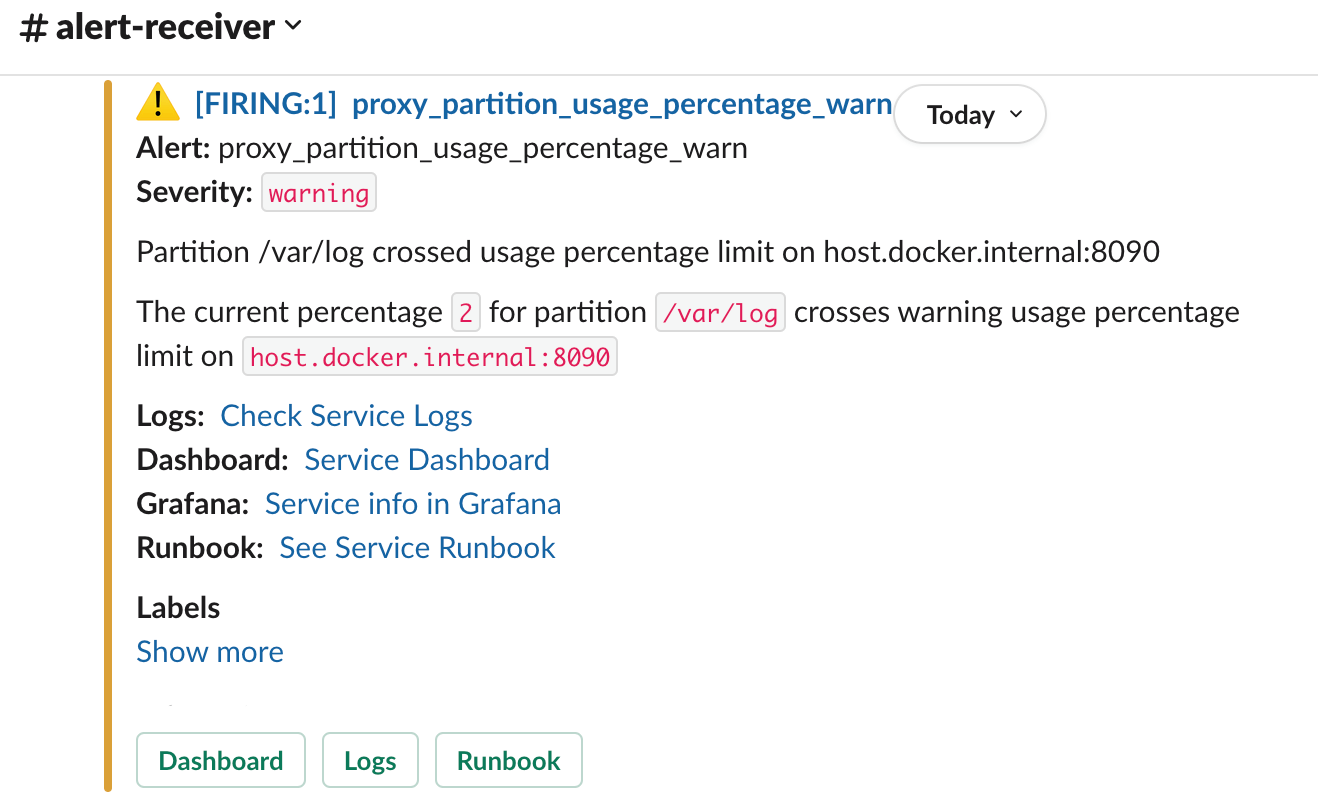 # alert-receiver
[FIRING:1] proxy_partition_usage_percentage_warn
Today
Alert: proxy_partition_usage_percentage_warn
Severity: warning
Partition /var/log crossed usage percentage limit on host.docker.internal:8090
The current percentage 2 for partition /var/log crosses warning usage percentage
limit on host.docker.internal:8090
Logs: Check Service Logs
Dashboard: Service Dashboard
Grafana: Service info in Grafana
Runbook: See Service Runbook
Labels
Show more
Dashboard Logs Runbook